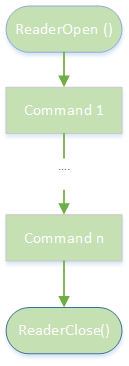 ReaderOpen ()
Command 1
....
Command n
ReaderClose()